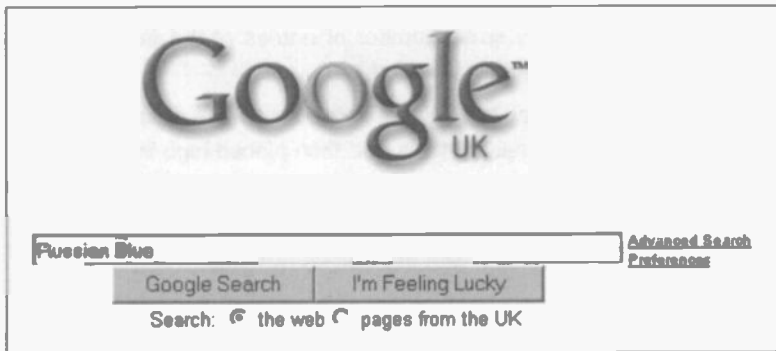 Google™
UK
Russian Blue
Advanced Search
Preferences
Google Search I'm Feeling Lucky
Search: the web pages from the UK